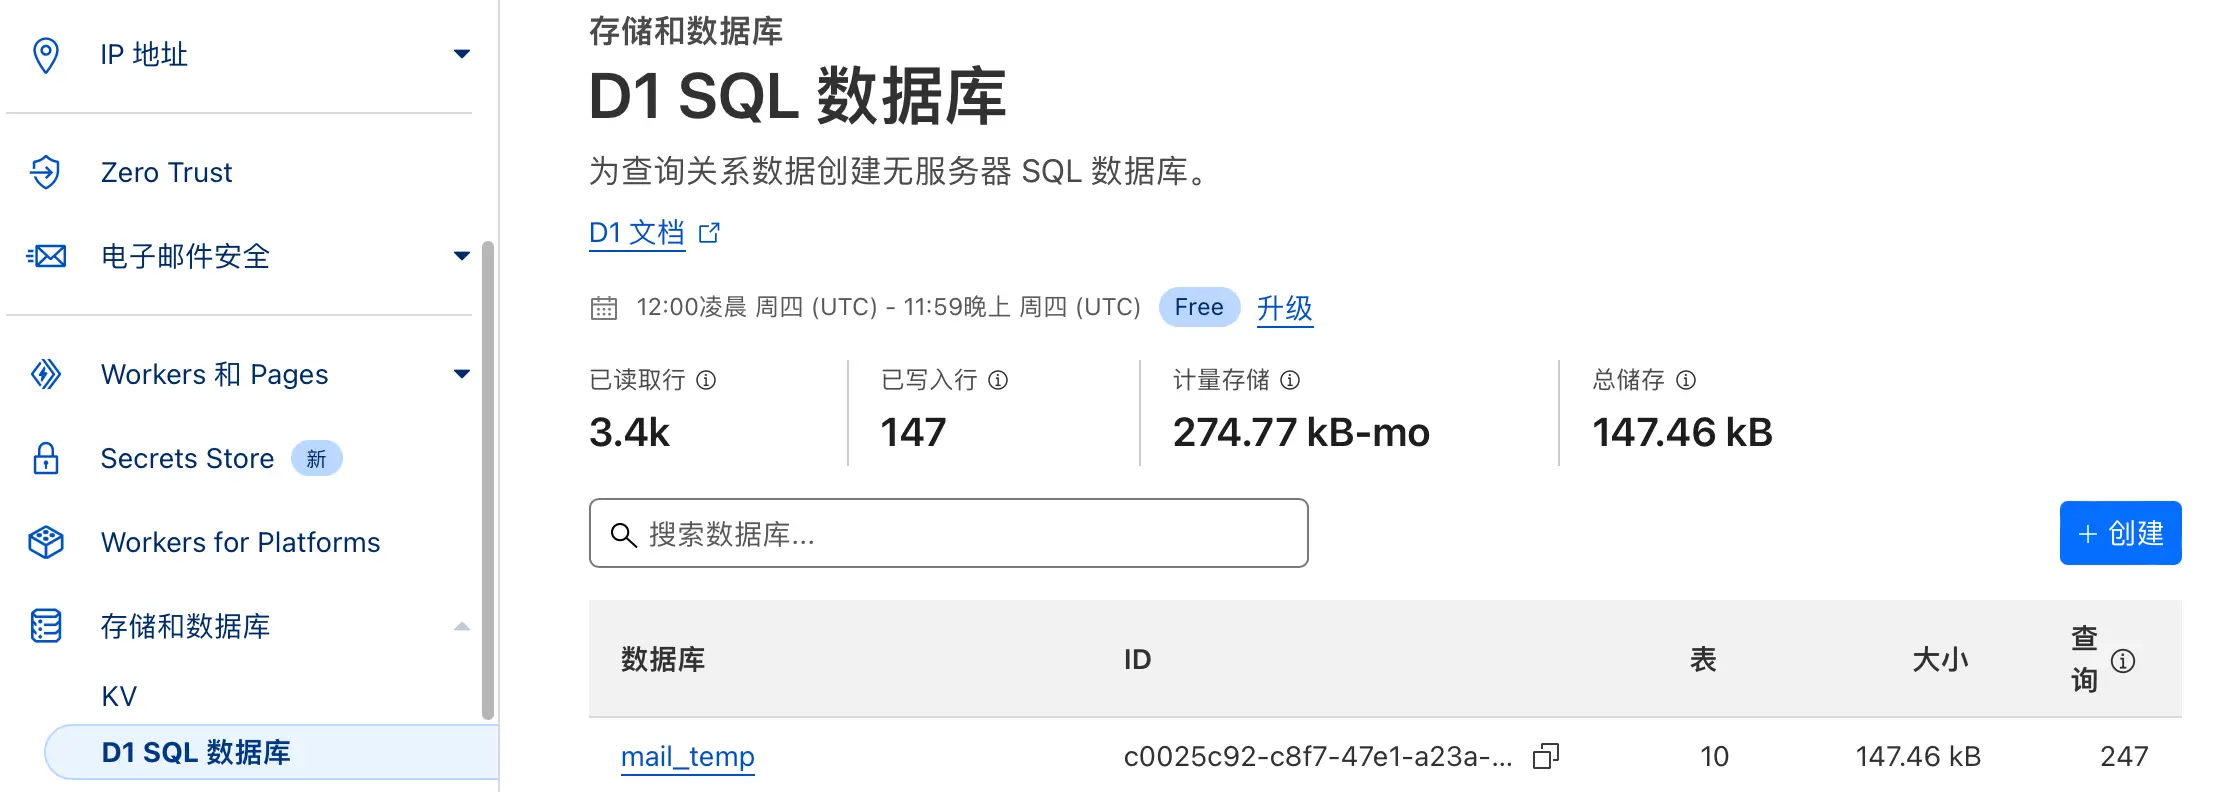 IP 地址
Zero Trust
电子邮件安全
Workers 和 Pages
Secrets Store 新
Workers for Platforms
存储和数据库
KV
D1 SQL 数据库
存储和数据库
D1 SQL 数据库
为查询关系数据创建无服务器 SQL 数据库。
D1 文档
12:00凌晨 周四 (UTC) - 11:59晚上 周四 (UTC) Free 升级
已读取行 已写入行 计量存储 总储存
3.4k 147 274.77 kB-mo 147.46 kB
搜索数据库...
+ 创建
数据库 ID 表 大小 查询
mail_temp c0025c92-c8f7-47e1-a23a-... 10 147.46 kB 247